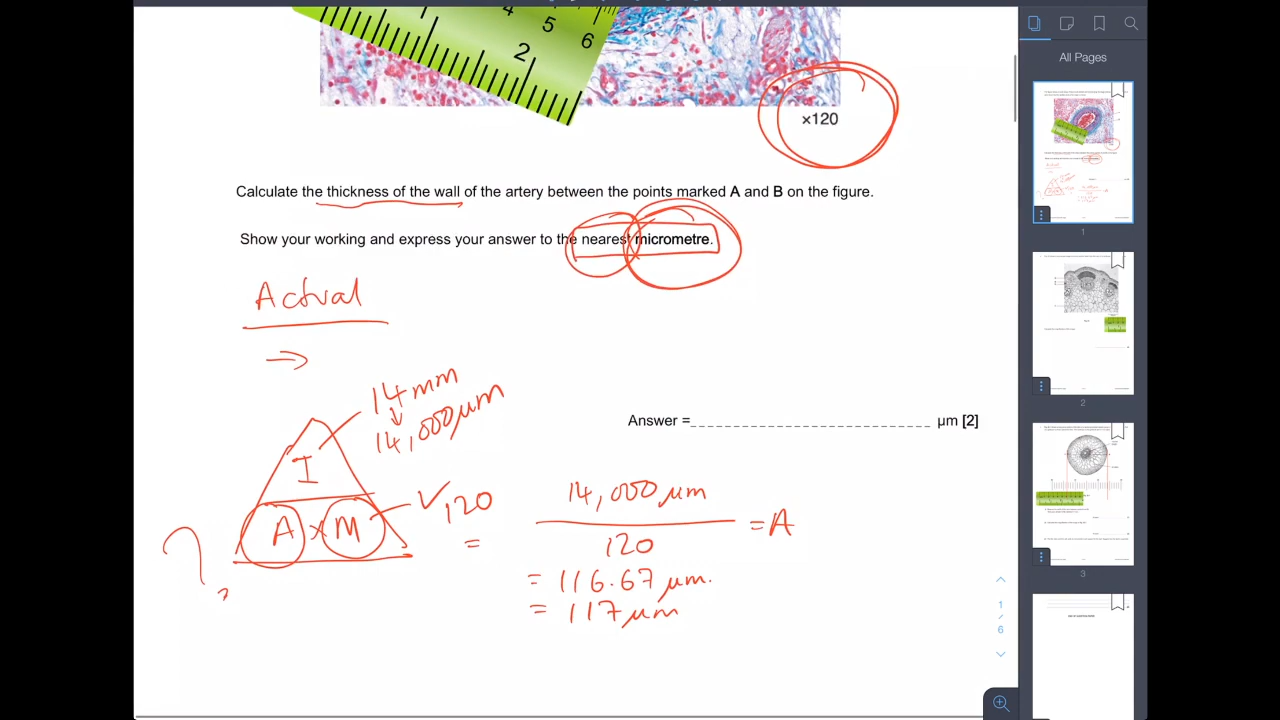 4
5
6
2
×120
Calculate the thickness of the wall of the artery between the points marked A and B on the figure.
Show your working and express your answer to the nearest micrometre.
Actual
→
14mm
↓
14,000µm
I
A × M
✓120
?
Answer =____________________________ µm [2]
=
14,000µm
120
= A
= 116.67µm.
= 117µm
All Pages
1
2
3
1
/
6